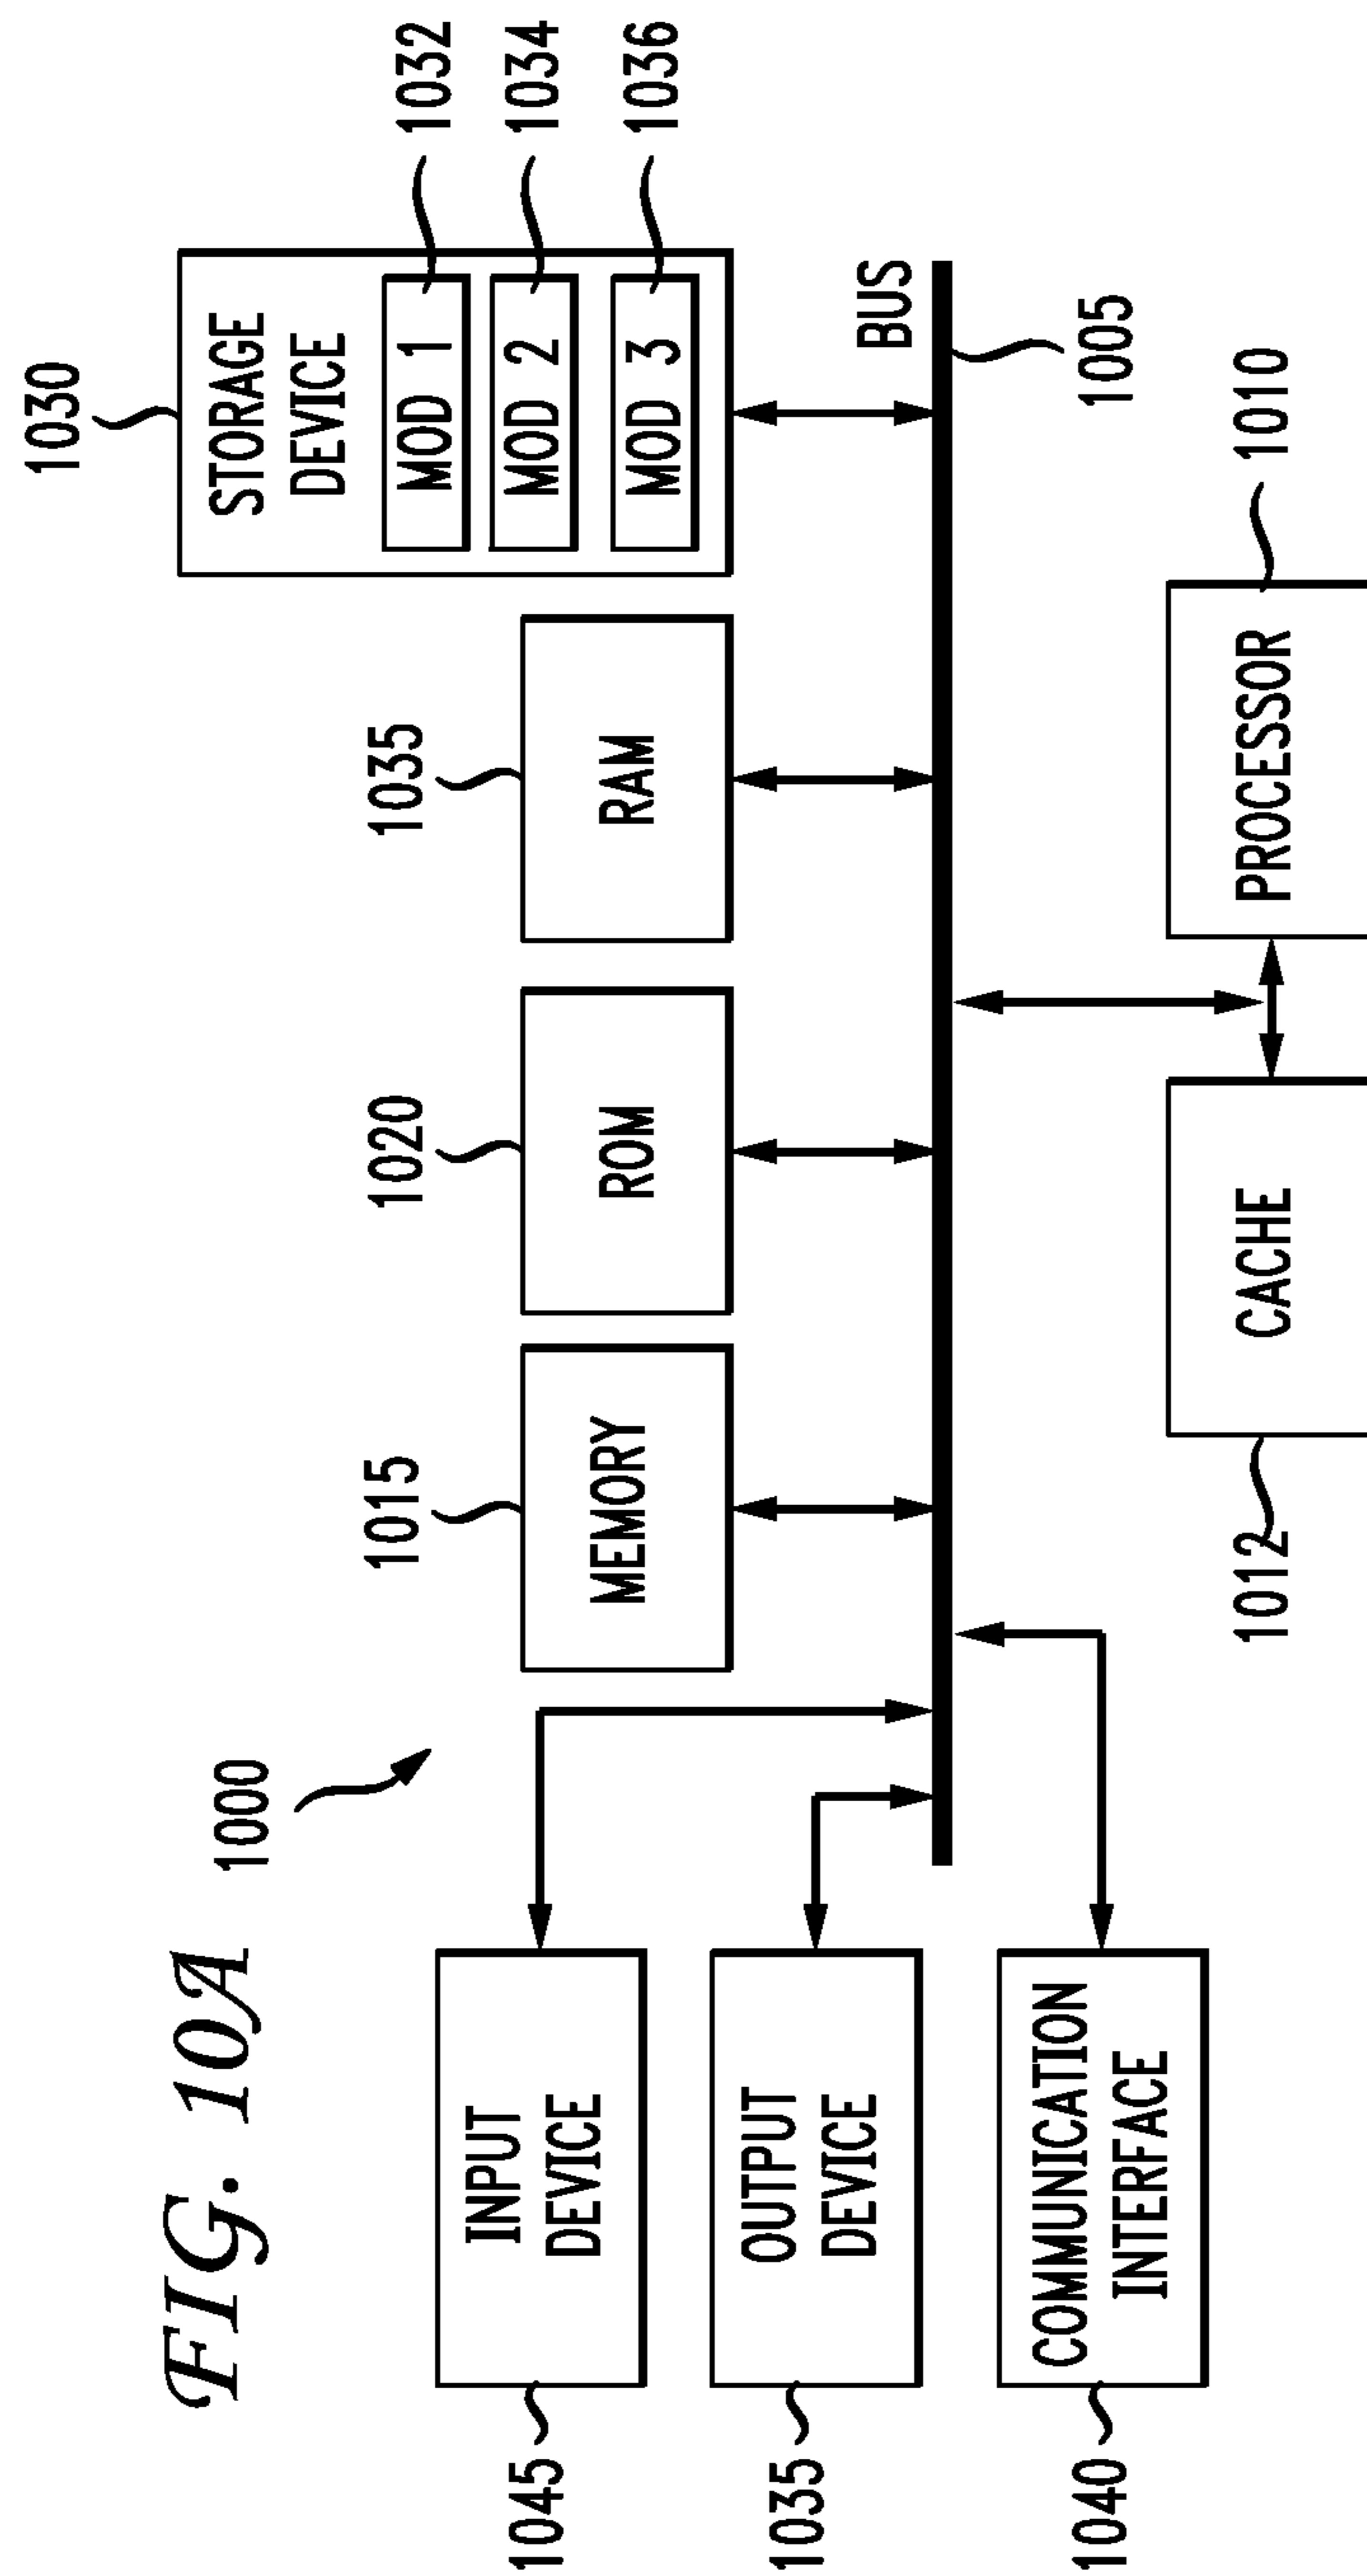 FIG. 10A
1000
1030
STORAGE
DEVICE
MOD 1
1032
MOD 2
1034
MOD 3
1036
1045
INPUT
DEVICE
1015
MEMORY
1020
ROM
1035
RAM
1035
OUTPUT
DEVICE
BUS
1005
1040
COMMUNICATION
INTERFACE
1012
CACHE
PROCESSOR
1010